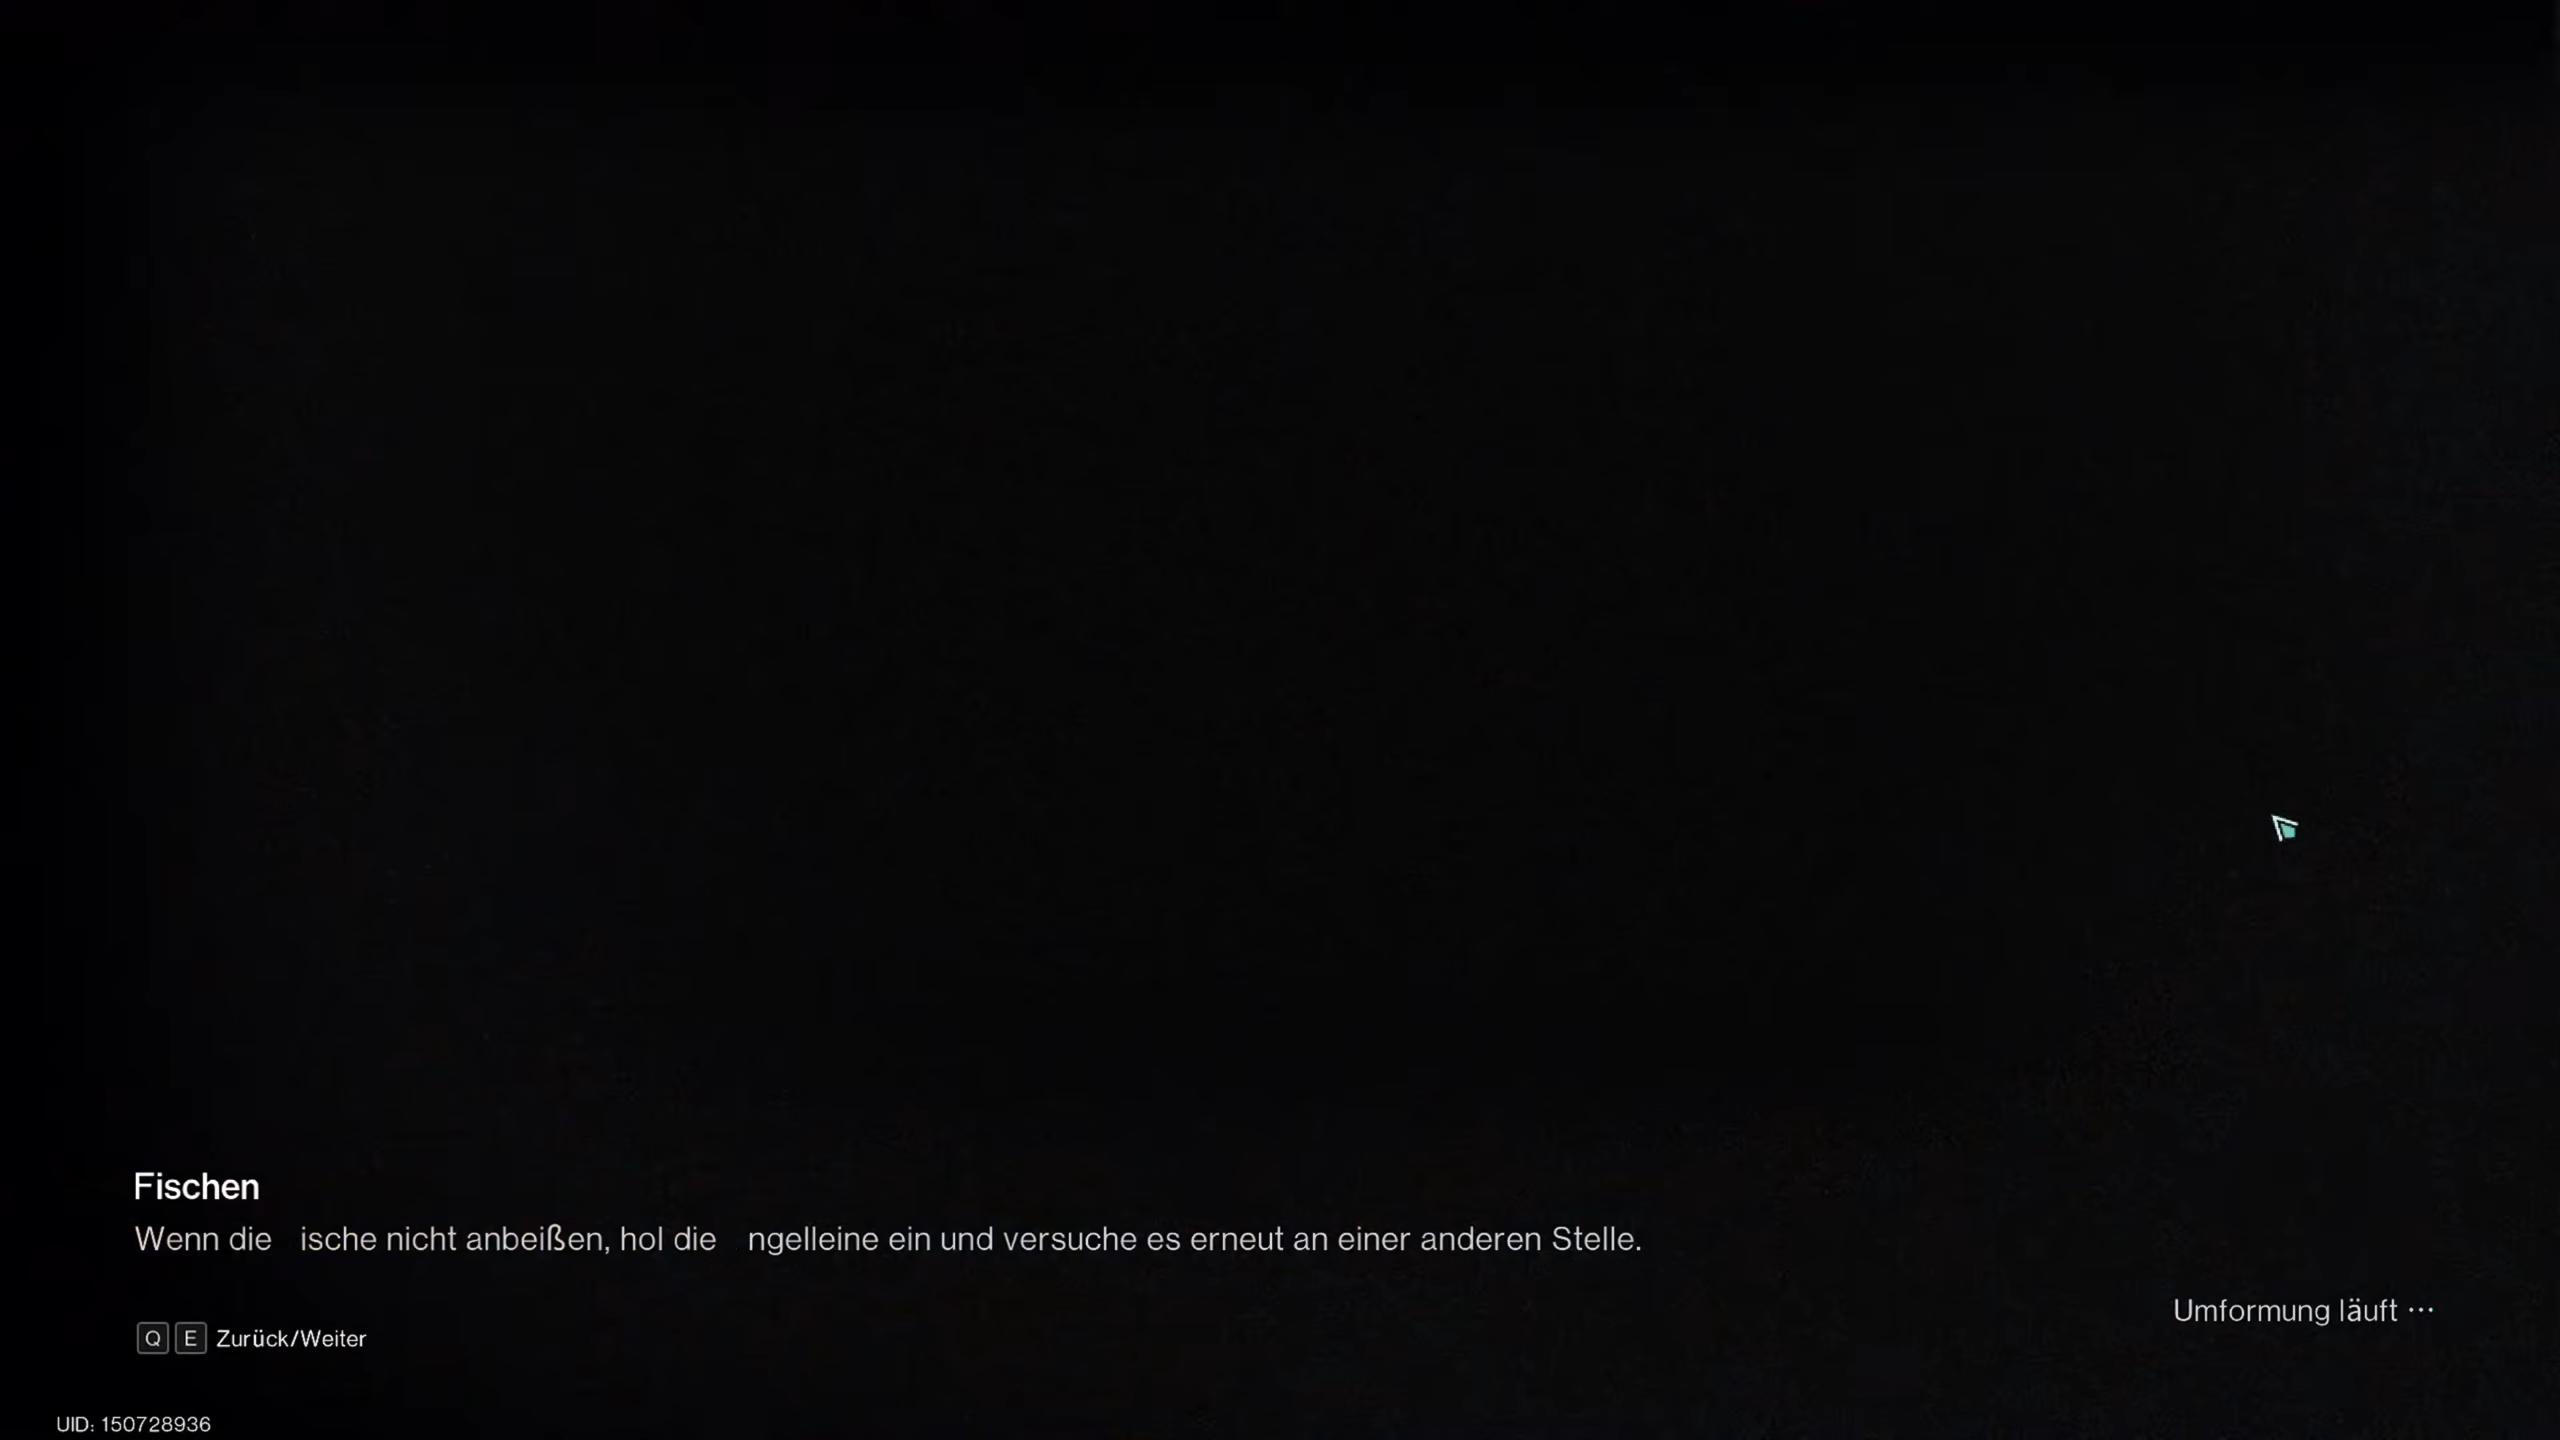 Fischen
Wenn die ische nicht anbeißen, hol die ngelleine ein und versuche es erneut an einer anderen Stelle.
Umformung läuft ···
Q E Zurück/Weiter
UID: 150728936